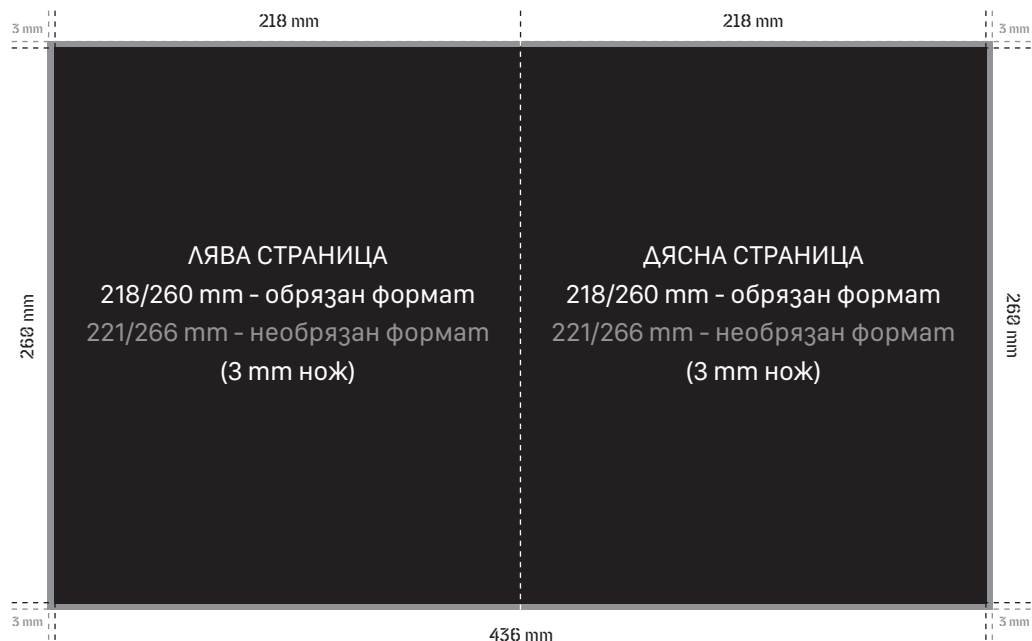 218 mm
218 mm
3 mm
3 mm
ЛЯВА СТРАНИЦА
218/260 mm - обрязан формат
221/266 mm - необрязан формат
(3 mm нож)
ДЯСНА СТРАНИЦА
218/260 mm - обрязан формат
221/266 mm - необрязан формат
(3 mm нож)
260 mm
260 mm
3 mm
3 mm
436 mm